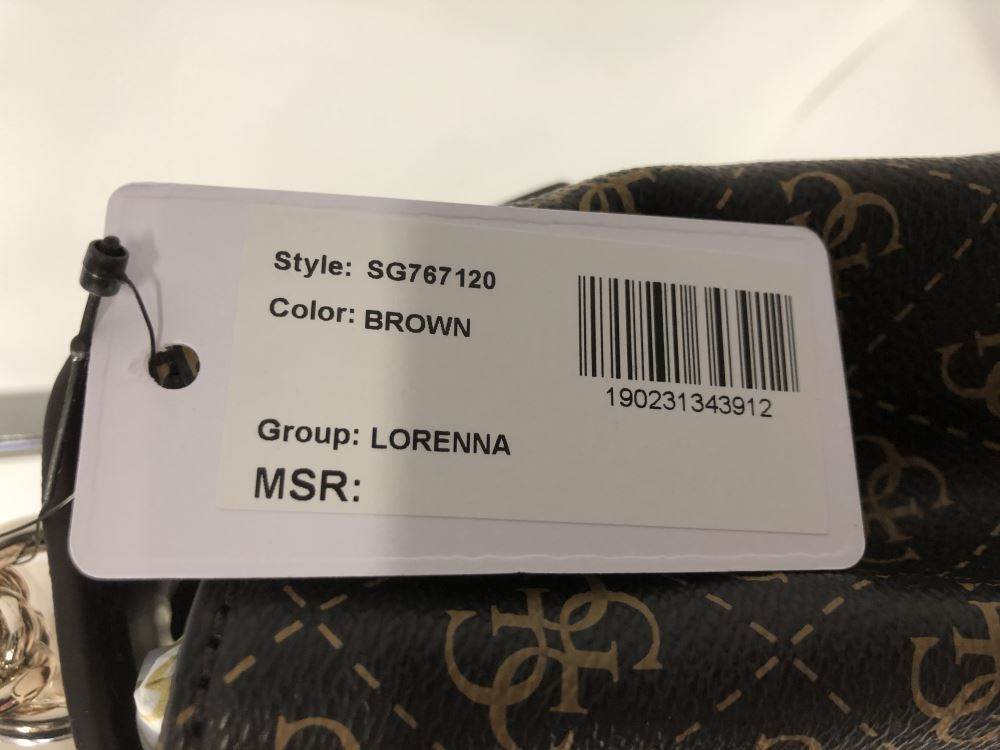 Style: SG767120
Color: BROWN
190231343912
Group: LORENNA
MSR: